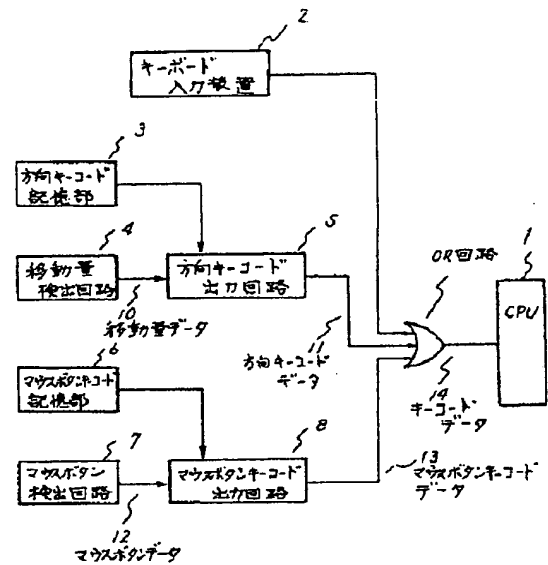 2
キーボード
入力装置
3
方向キーコード
記憶部
4
移動量
検出回路
5
方向キーコード
出力回路
OR回路
1
CPU
10
移動量データ
11
方向キーコード
データ
14
キーコード
データ
6
マウスボタンキーコード
記憶部
7
マウスボタン
検出回路
8
マウスボタンキーコード
出力回路
13
マウスボタンキーコード
データ
12
マウスボタンデータ